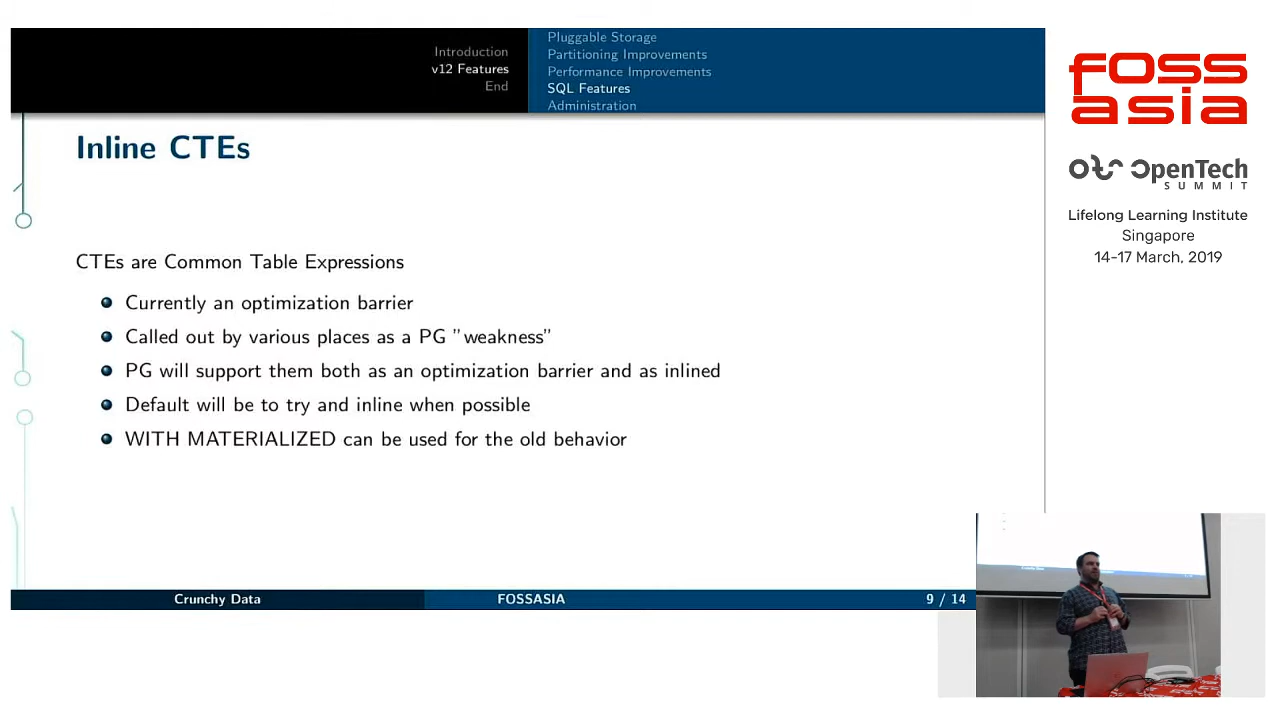 Introduction
v12 Features
End
Pluggable Storage
Partitioning Improvements
Performance Improvements
SQL Features
Administration
Inline CTEs
CTEs are Common Table Expressions
Currently an optimization barrier
Called out by various places as a PG "weakness"
PG will support them both as an optimization barrier and as inlined
Default will be to try and inline when possible
WITH MATERIALIZED can be used for the old behavior
Crunchy Data
FOSSASIA
9 / 14
FOSS
asia
OpenTech
SUMMIT
Lifelong Learning Institute
Singapore
14-17 March, 2019